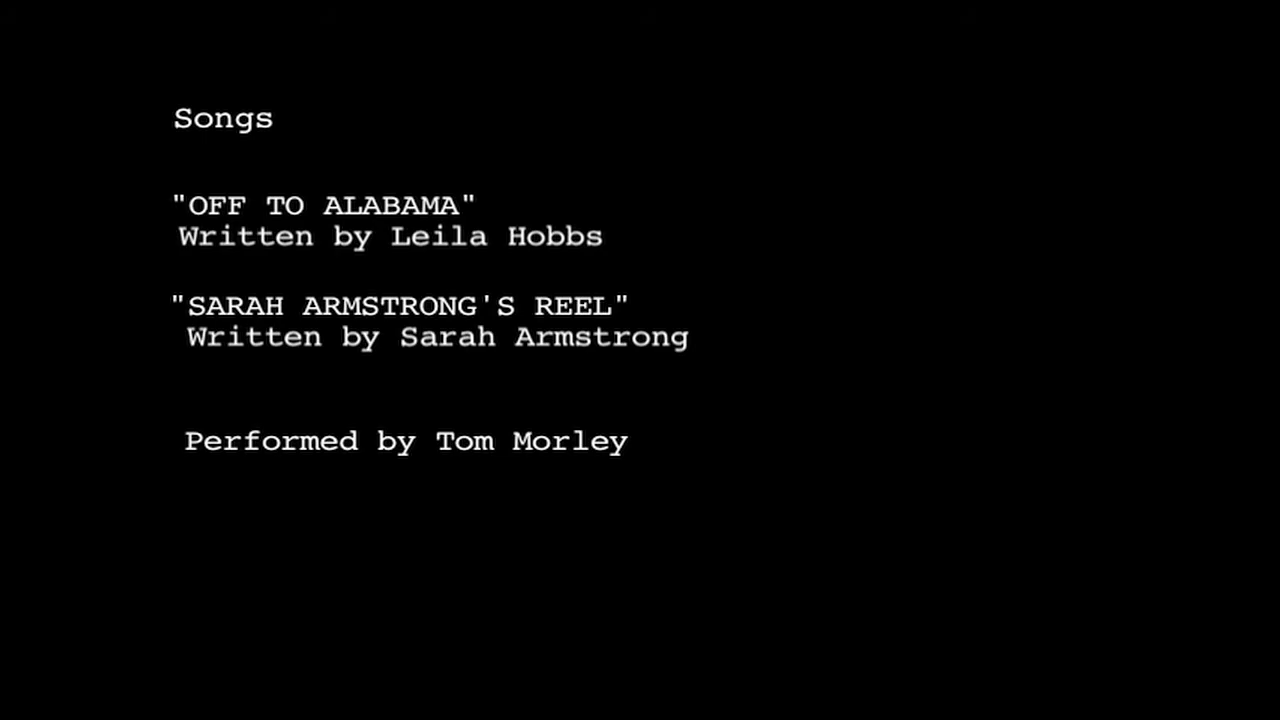 Songs
"OFF TO ALABAMA"
Written by Leila Hobbs
"SARAH ARMSTRONG'S REEL"
Written by Sarah Armstrong
Performed by Tom Morley